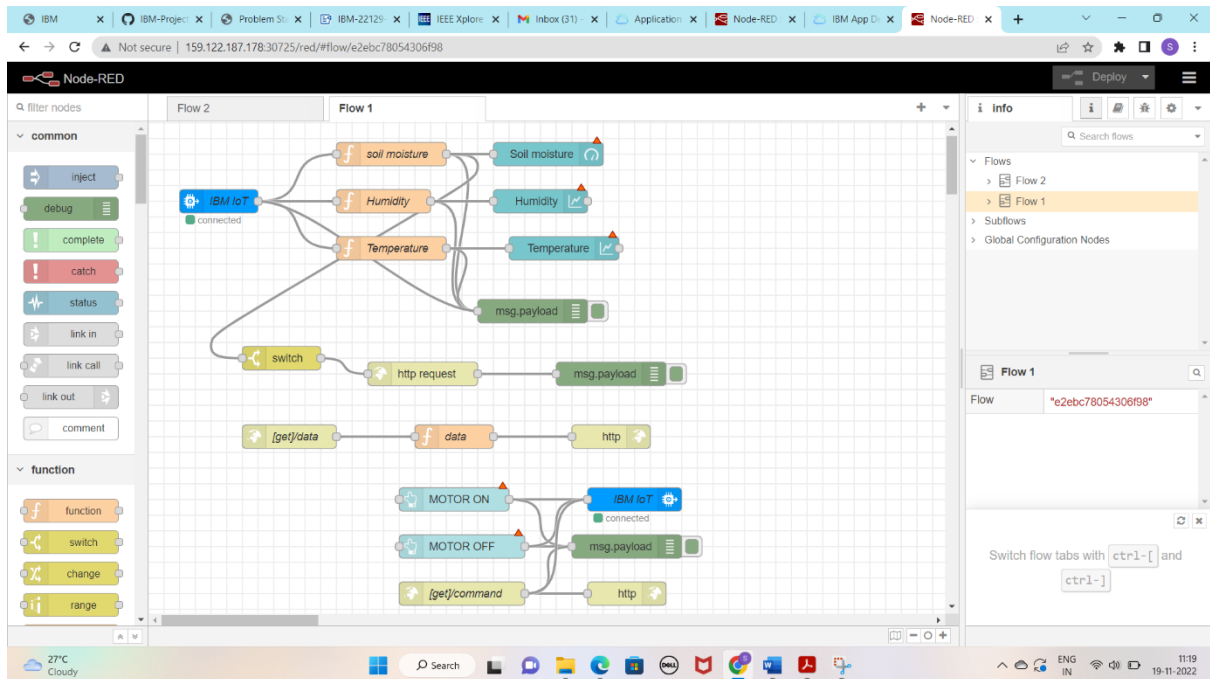 IBM
IBM-Project
Problem Sta
IBM-22129-
IEEE Xplore
Inbox (31) -
Application
Node-RED
IBM App De
Node-RED
Not secure | 159.122.187.178:30725/red/#flow/e2ebc78054306f98
S
Node-RED
Deploy
filter nodes
Flow 2
Flow 1
i info
Search flows
common
inject
debug
complete
catch
status
link in
link call
link out
comment
function
function
switch
change
range
soil moisture
Soil moisture
IBM IoT
connected
Humidity
Humidity
Temperature
Temperature
msg.payload
switch
http request
msg.payload
[get]/data
data
http
MOTOR ON
IBM IoT
connected
MOTOR OFF
msg.payload
[get]/command
http
Flows
Flow 2
Flow 1
Subflows
Global Configuration Nodes
Flow 1
Flow "e2ebc78054306f98"
Switch flow tabs with ctrl-[ and
ctrl-]
27°C
Cloudy
Search
DELL
ENG
IN
11:19
19-11-2022